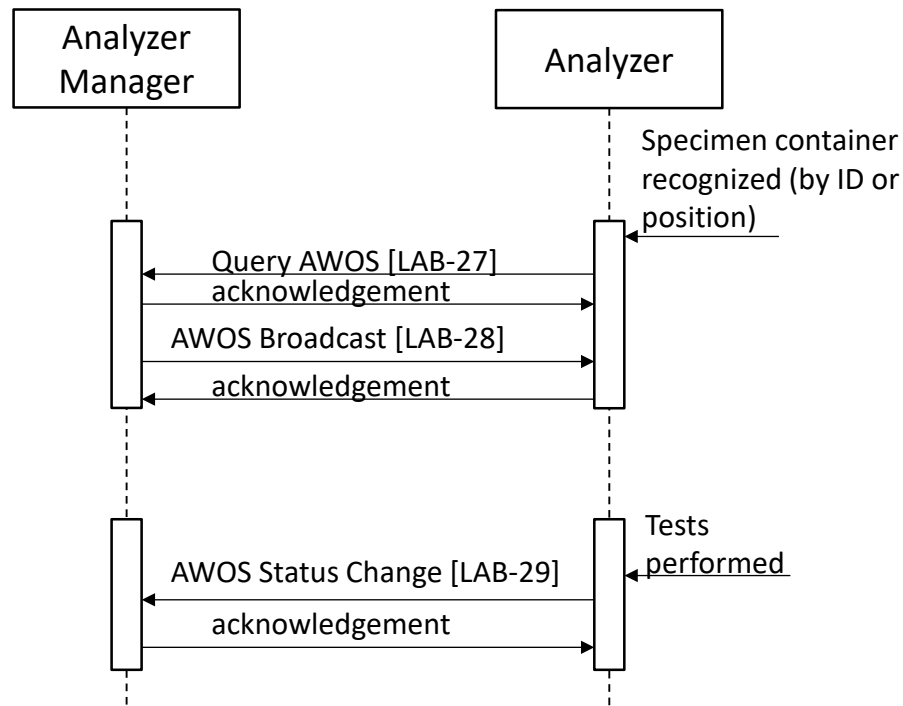 Analyzer
Manager
Analyzer
Specimen container
recognized (by ID or
position)
Query AWOS [LAB-27]
acknowledgement
AWOS Broadcast [LAB-28]
acknowledgement
Tests
performed
AWOS Status Change [LAB-29]
acknowledgement